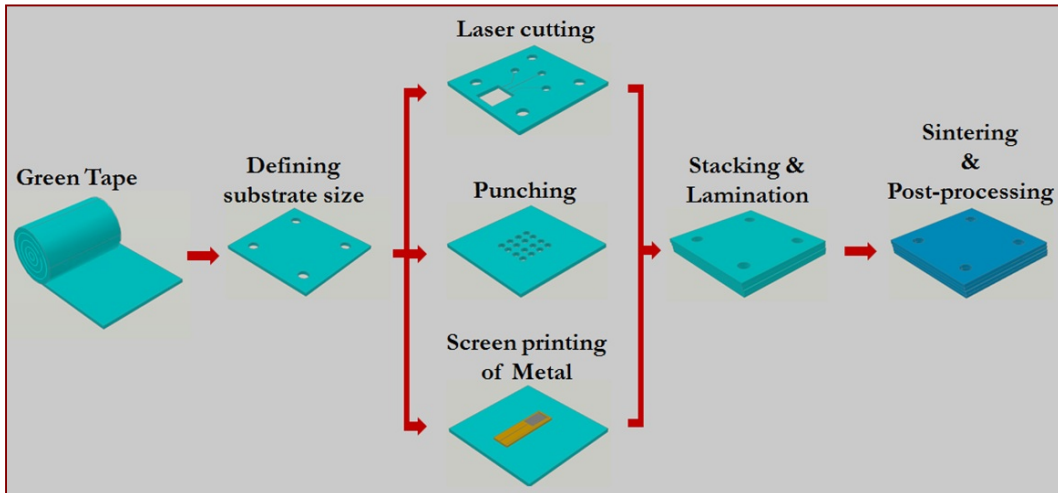 Green Tape
Defining
substrate size
Laser cutting
Punching
Screen printing
of Metal
Stacking &
Lamination
Sintering
&
Post-processing